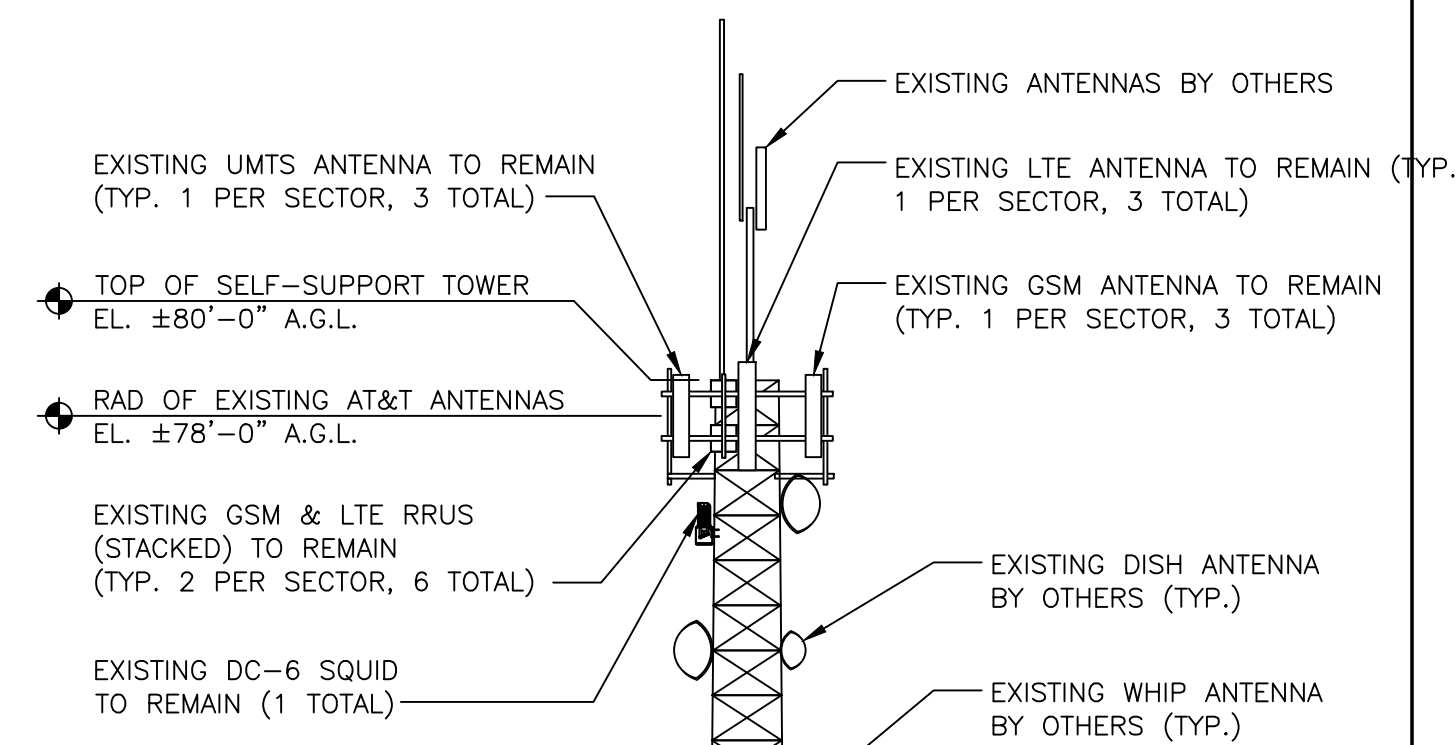 EXISTING ANTENNAS BY OTHERS
EXISTING UMTS ANTENNA TO REMAIN
(TYP. 1 PER SECTOR, 3 TOTAL)
EXISTING LTE ANTENNA TO REMAIN (TYP.
1 PER SECTOR, 3 TOTAL)
TOP OF SELF-SUPPORT TOWER
EL. ±80'-0" A.G.L.
EXISTING GSM ANTENNA TO REMAIN
(TYP. 1 PER SECTOR, 3 TOTAL)
RAD OF EXISTING AT&T ANTENNAS
EL. ±78'-0" A.G.L.
EXISTING GSM & LTE RRUS
(STACKED) TO REMAIN
(TYP. 2 PER SECTOR, 6 TOTAL)
EXISTING DISH ANTENNA
BY OTHERS (TYP.)
EXISTING DC-6 SQUID
TO REMAIN (1 TOTAL)
EXISTING WHIP ANTENNA
BY OTHERS (TYP.)